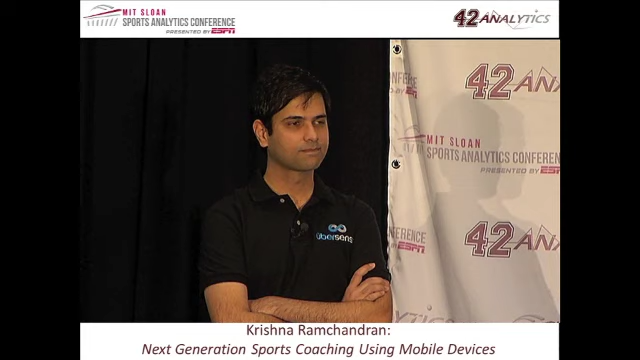 MIT SLOAN
SPORTS ANALYTICS CONFERENCE
PRESENTED BY ESPN
42 ANALYTICS
42 ANA
MIT SLOAN
SPORTS ANALYTICS CONFERENCE
PRESENTED BY ESPN
übersense
42 ANA
Krishna Ramchandran:
Next Generation Sports Coaching Using Mobile Devices